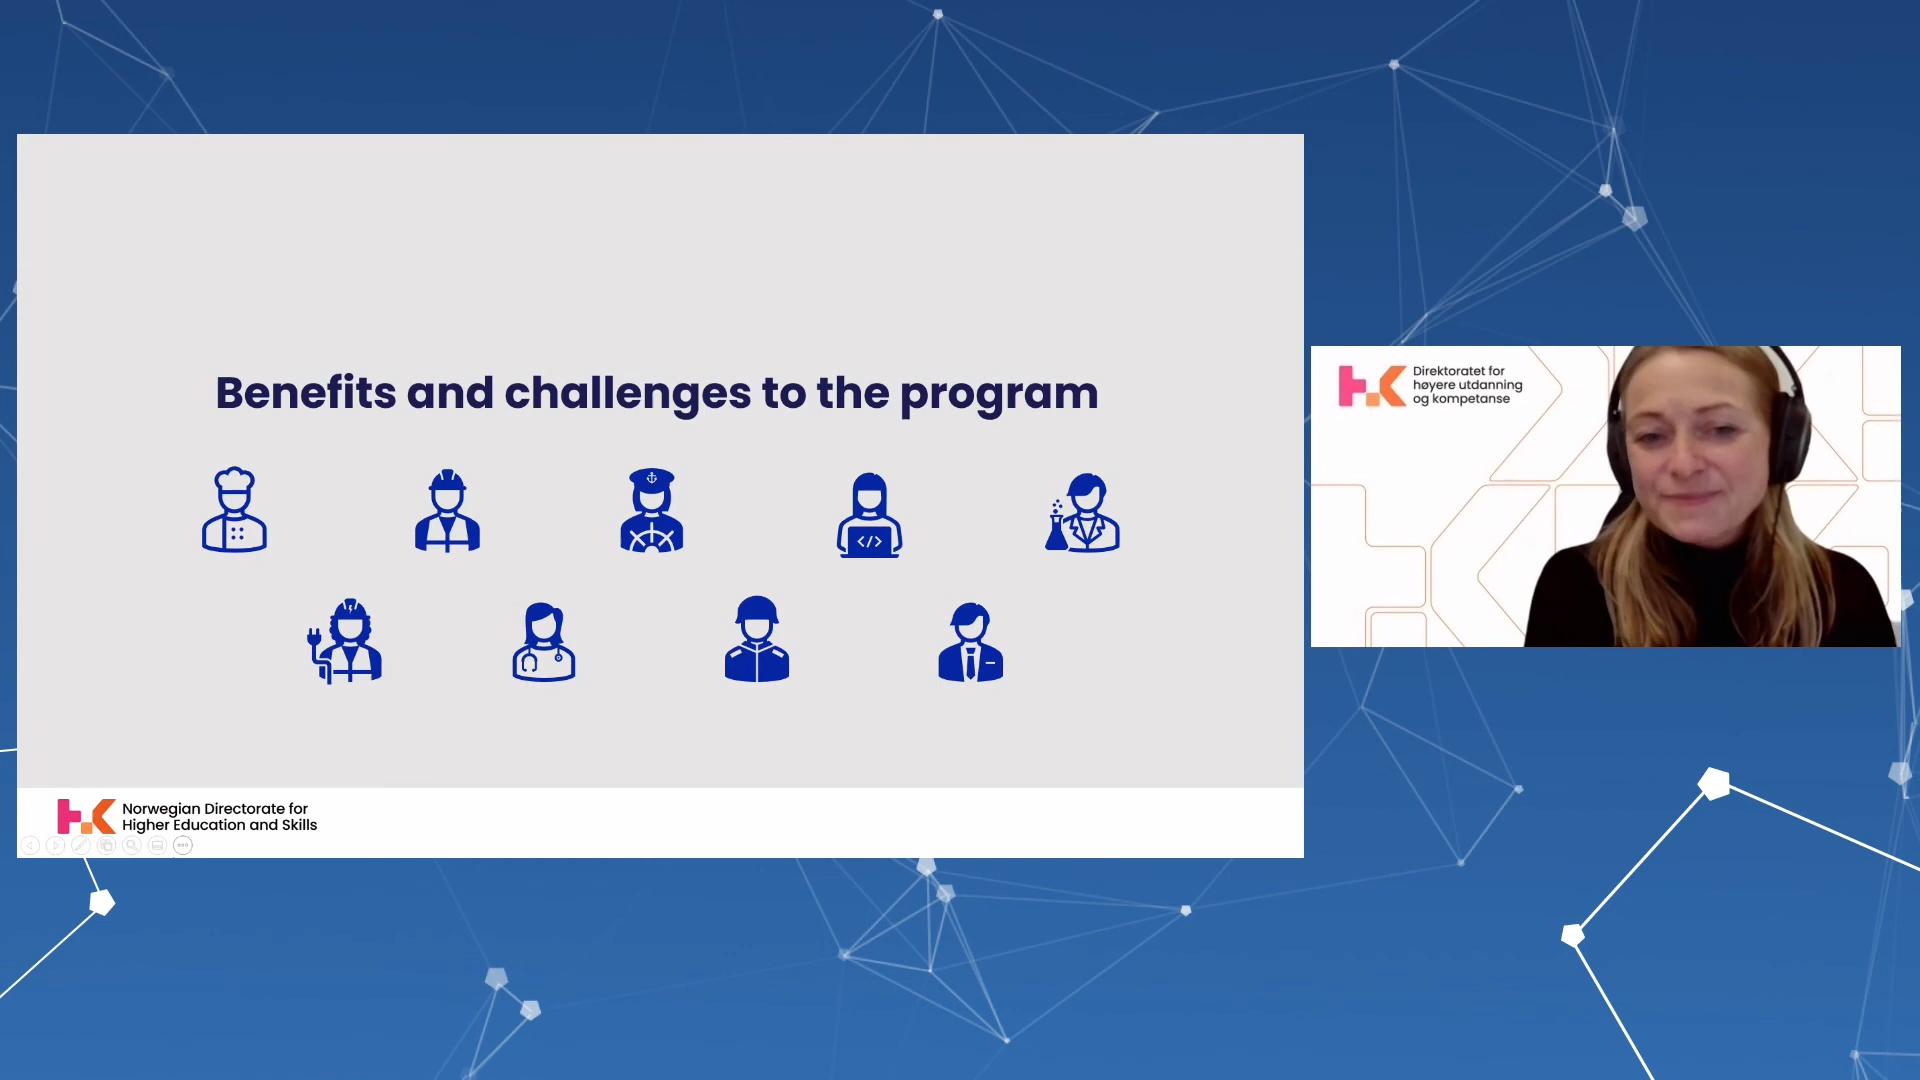 Benefits and challenges to the program
</>
Norwegian Directorate for
Higher Education and Skills
Direktoratet for
høyere utdanning
og kompetanse